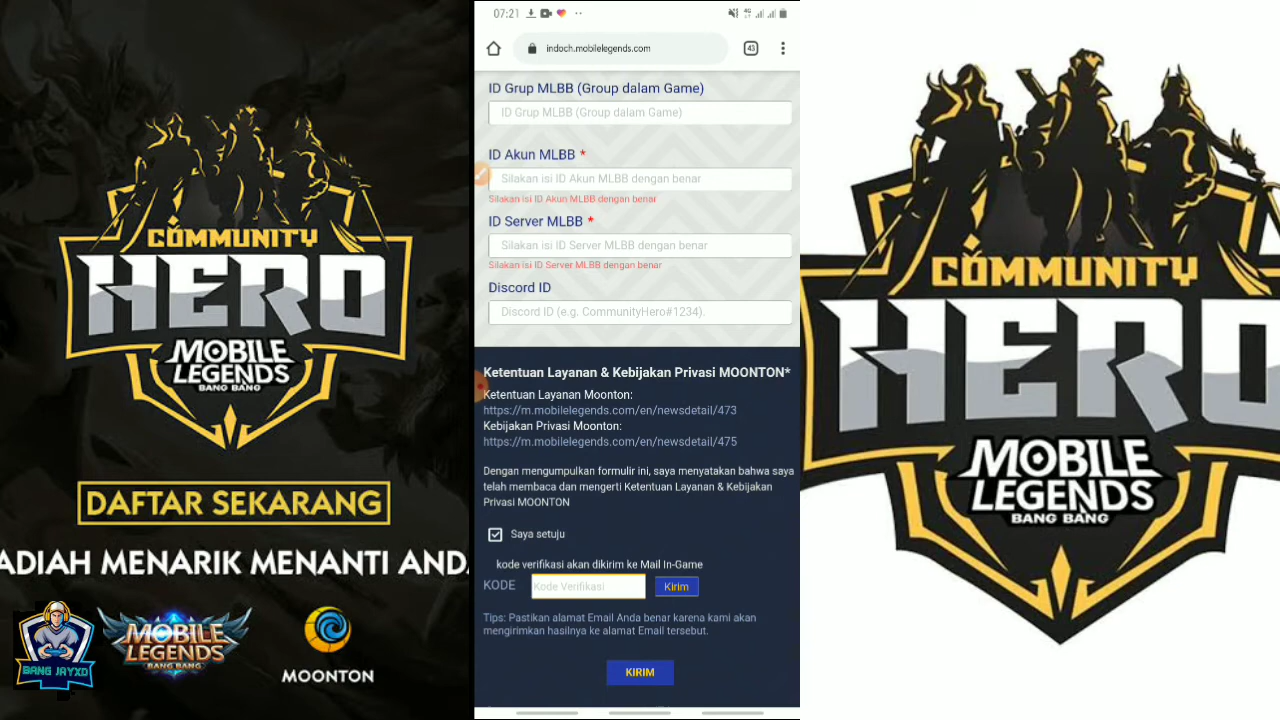 COMMUNITY
HERO
MOBILE
LEGENDS
BANG BANG
DAFTAR SEKARANG
ADIAH MENARIK MENANTI AND
BANG JAYXD
MOBILE
LEGENDS
BANG BANG
MOONTON
07:21
4G
indoch.mobilelegends.com
43
ID Grup MLBB (Group dalam Game)
ID Grup MLBB (Group dalam Game)
ID Akun MLBB *
Silakan isi ID Akun MLBB dengan benar
Silakan isi ID Akun MLBB dengan benar
ID Server MLBB *
Silakan isi ID Server MLBB dengan benar
Silakan isi ID Server MLBB dengan benar
Discord ID
Discord ID (e.g. CommunityHero#1234).
Ketentuan Layanan & Kebijakan Privasi MOONTON*
Ketentuan Layanan Moonton:
https://m.mobilelegends.com/en/newsdetail/473
Kebijakan Privasi Moonton:
https://m.mobilelegends.com/en/newsdetail/475
Dengan mengumpulkan formulir ini, saya menyatakan bahwa saya
telah membaca dan mengerti Ketentuan Layanan & Kebijakan
Privasi MOONTON
Saya setuju
kode verifikasi akan dikirim ke Mail In-Game
KODE Kode Verifikasi Kirim
Tips: Pastikan alamat Email Anda benar karena kami akan
mengirimkan hasilnya ke alamat Email tersebut.
KIRIM
COMMUNITY
HERO
MOBILE
LEGENDS
BANG BANG